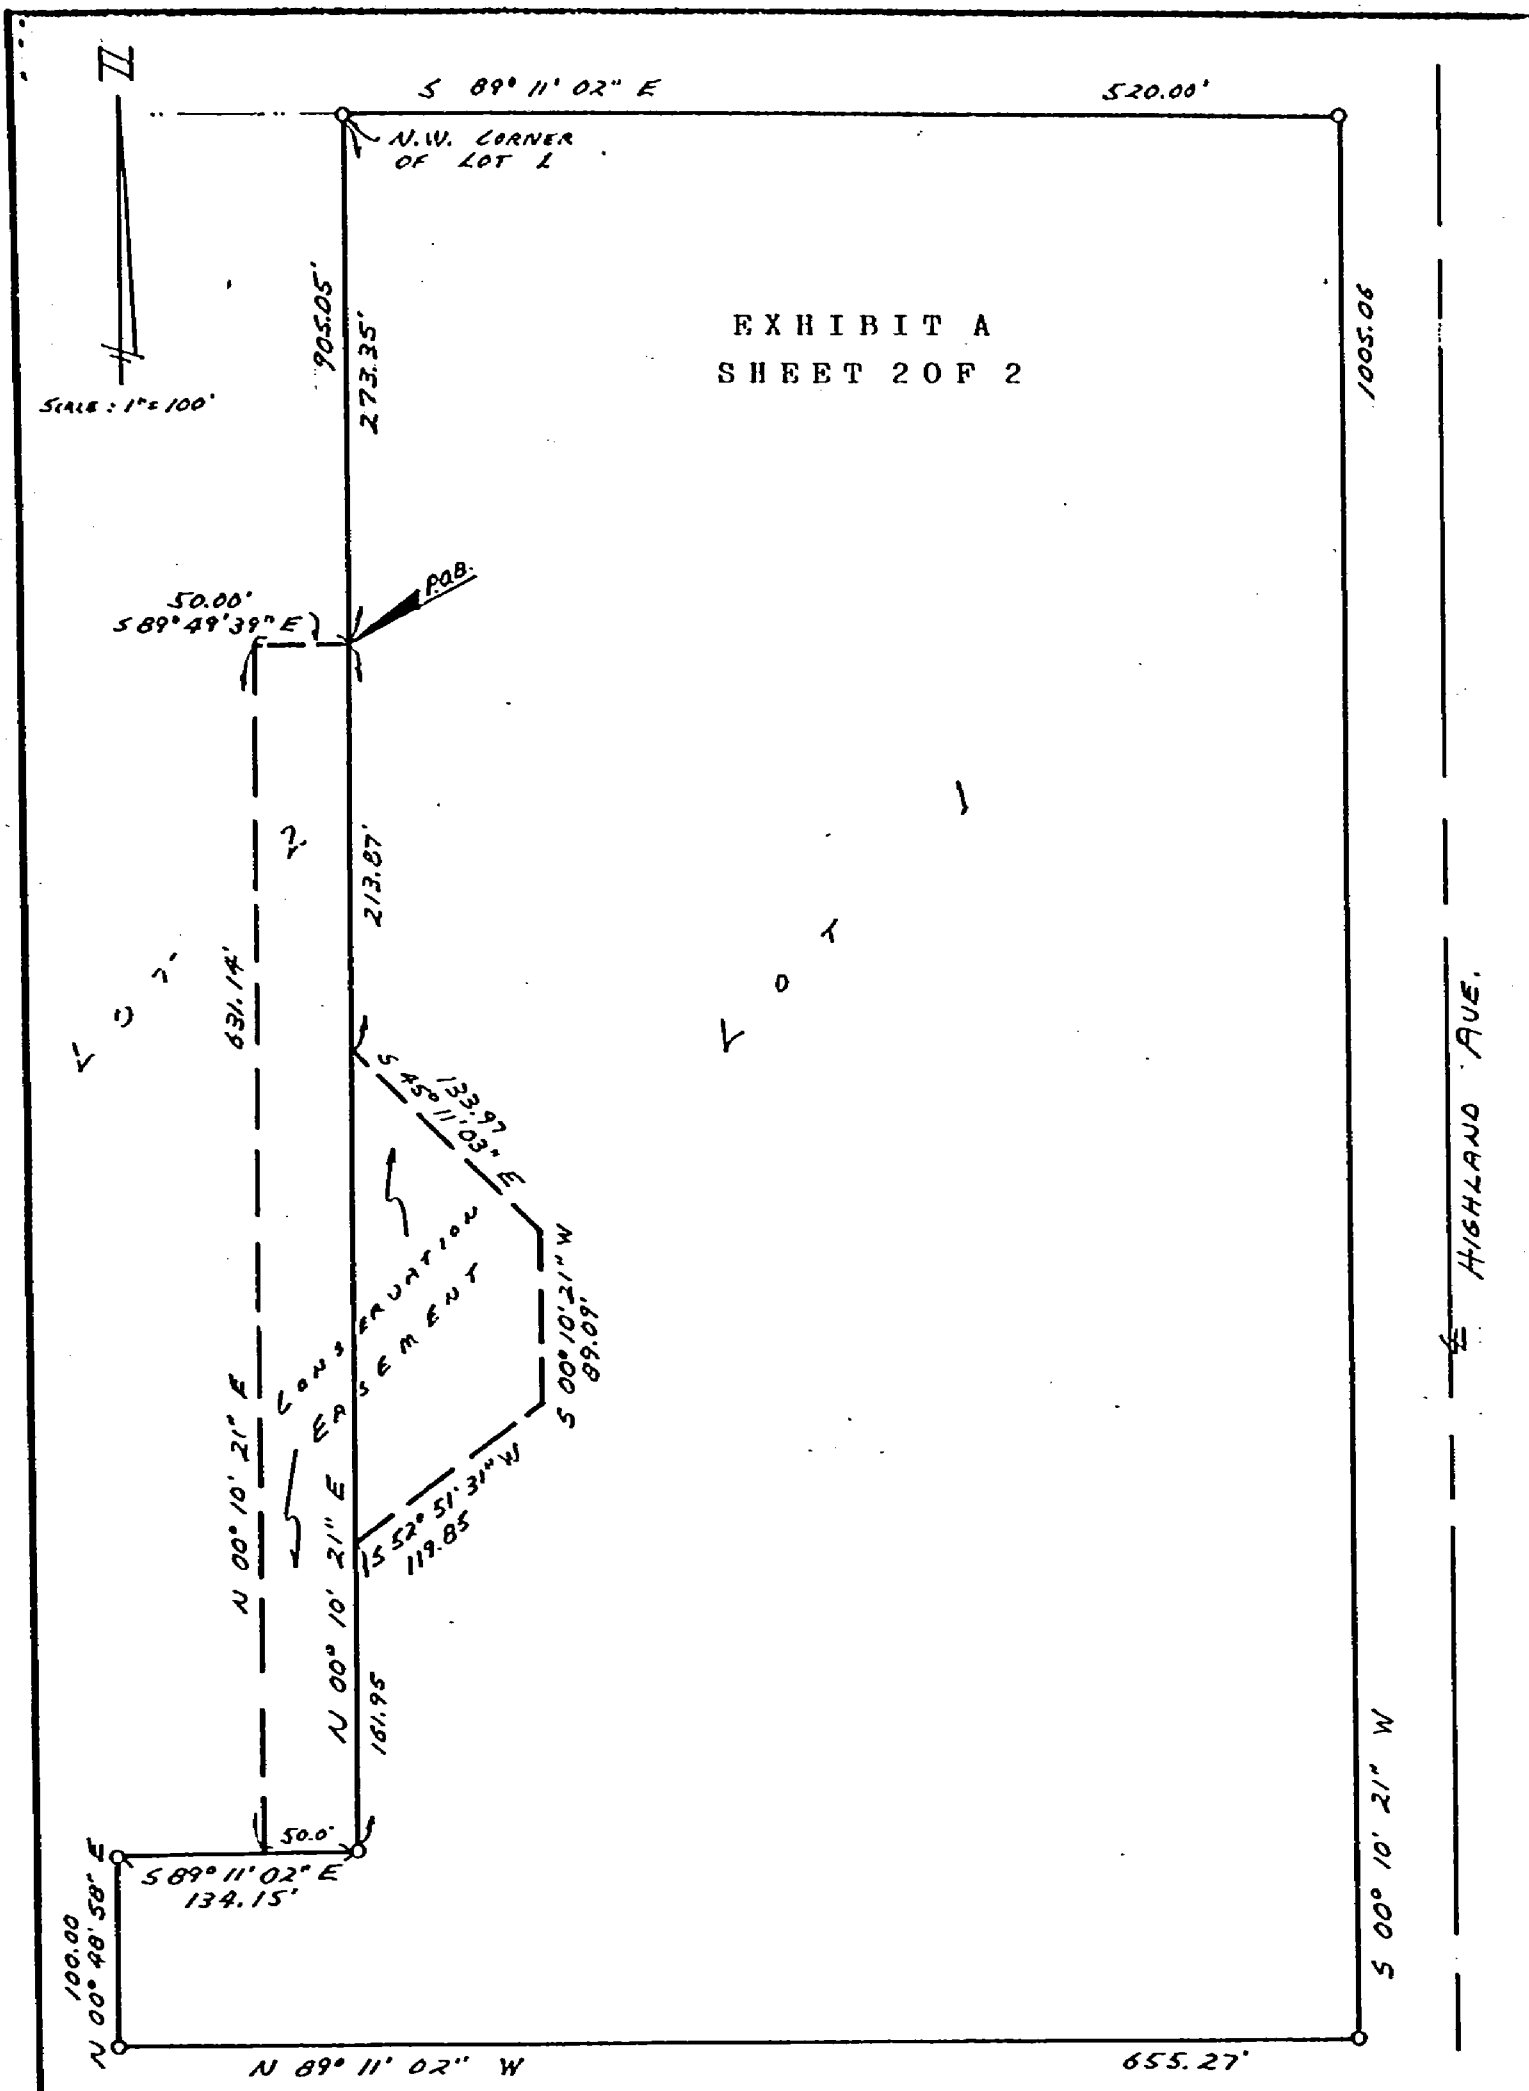 N
S 89° 11' 02" E
520.00'
N.W. CORNER
OF LOT 1
905.05'
273.35'
1005.06
EXHIBIT A
SHEET 2 OF 2
SCALE: 1"=100'
P.O.B.
50.00'
S 89° 49' 39" E
213.87'
631.14'
LOT 2
LOT 1
133.97
S 45° 11' 03" E
HIGHLAND AVE.
CONSERVATION
EASEMENT
S 00° 10' 21" W
89.09'
N 00° 10' 21" E
N 00° 10' 21" E
S 52° 51' 31" W
119.85
161.95
S 00° 10' 21" W
50.0'
S 89° 11' 02" E
134.15'
100.00
N 00° 48' 58" E
N 89° 11' 02" W
655.27'